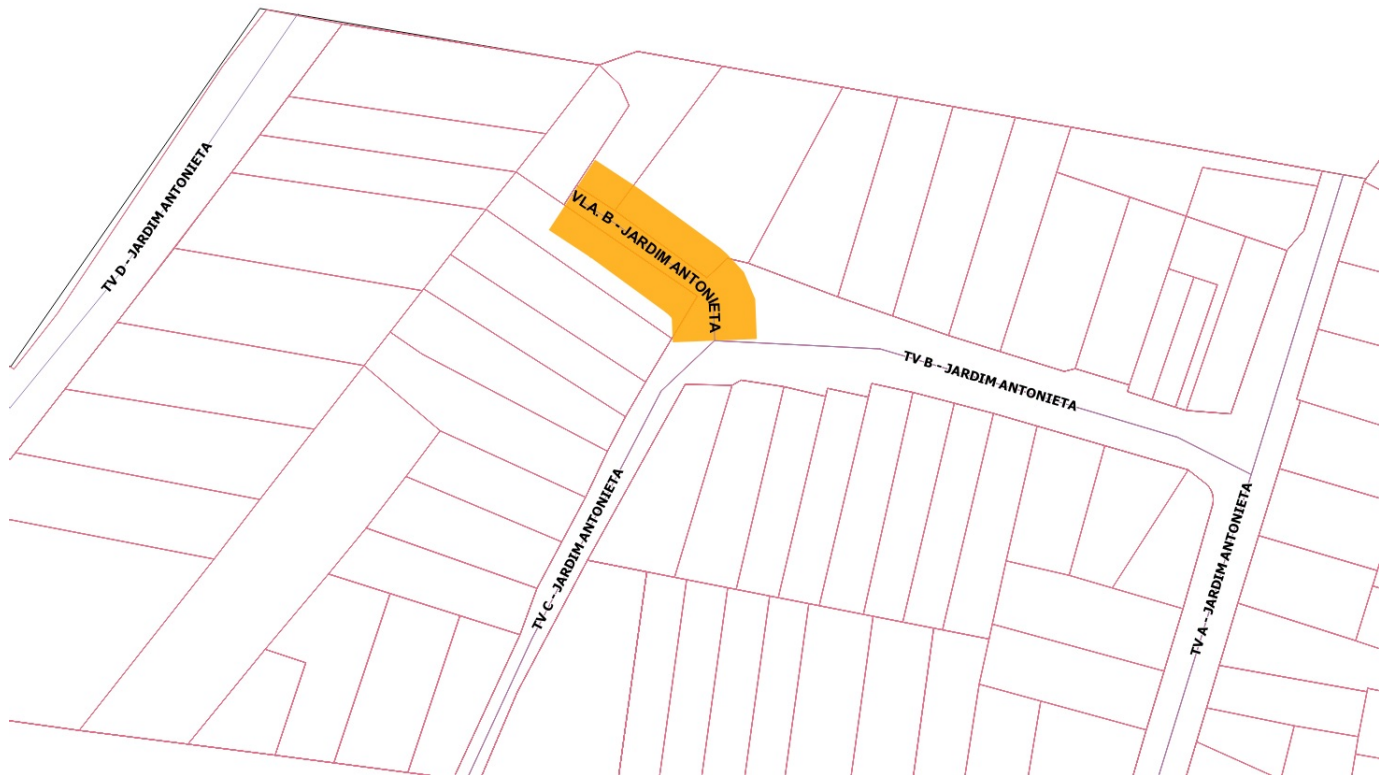 TV D - JARDIM ANTONIETA
VLA. B - JARDIM ANTONIETA
TV B - JARDIM ANTONIETA
TV C - JARDIM ANTONIETA
TV A - JARDIM ANTONIETA